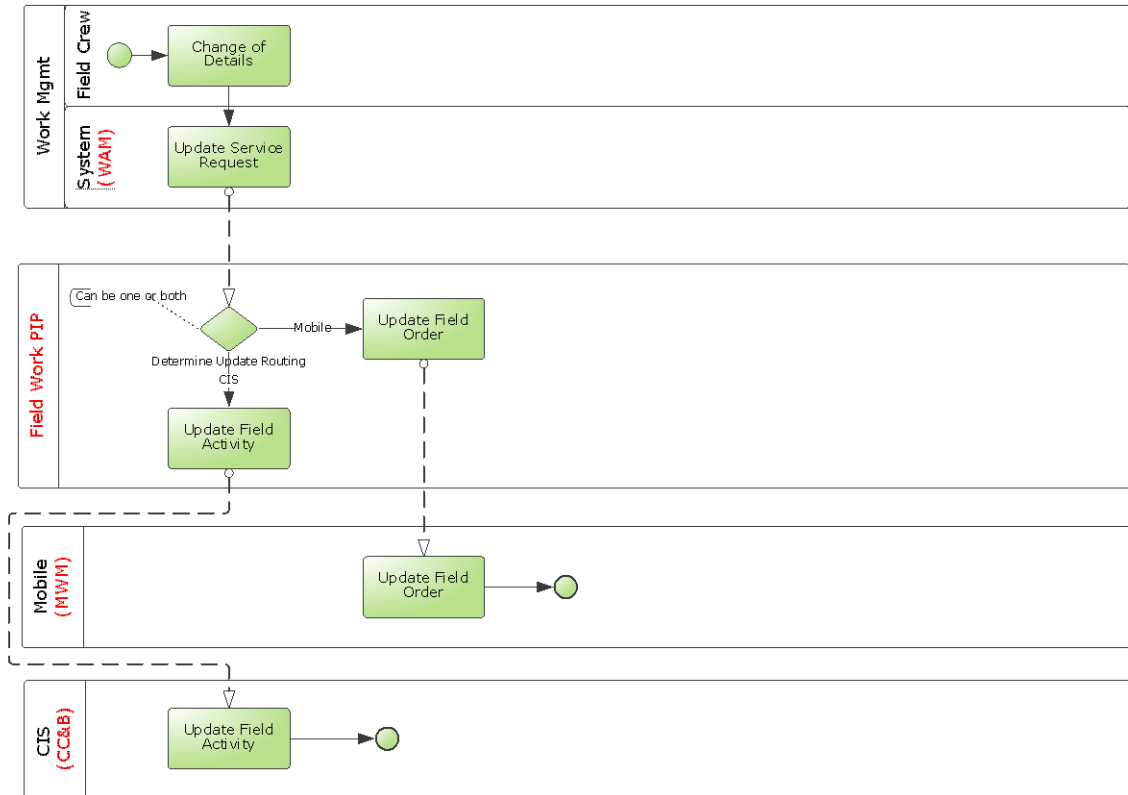 Work Mgmt
Field Crew
Change of
Details
System
(WAM)
Update Service
Request
Field Work PIP
Can be one or both
Mobile
Update Field
Order
Determine Update Routing
CIS
Update Field
Activity
Mobile
(MWM)
Update Field
Order
CIS
(CC&B)
Update Field
Activity